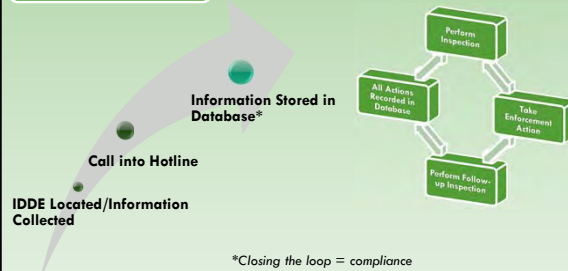 Information Stored in
Database*
Call into Hotline
IDDE Located/Information
Collected
Perform
Inspection
All Actions
Recorded in
Database
Take
Enforcement
Action
Perform Follow-
up Inspection
*Closing the loop = compliance